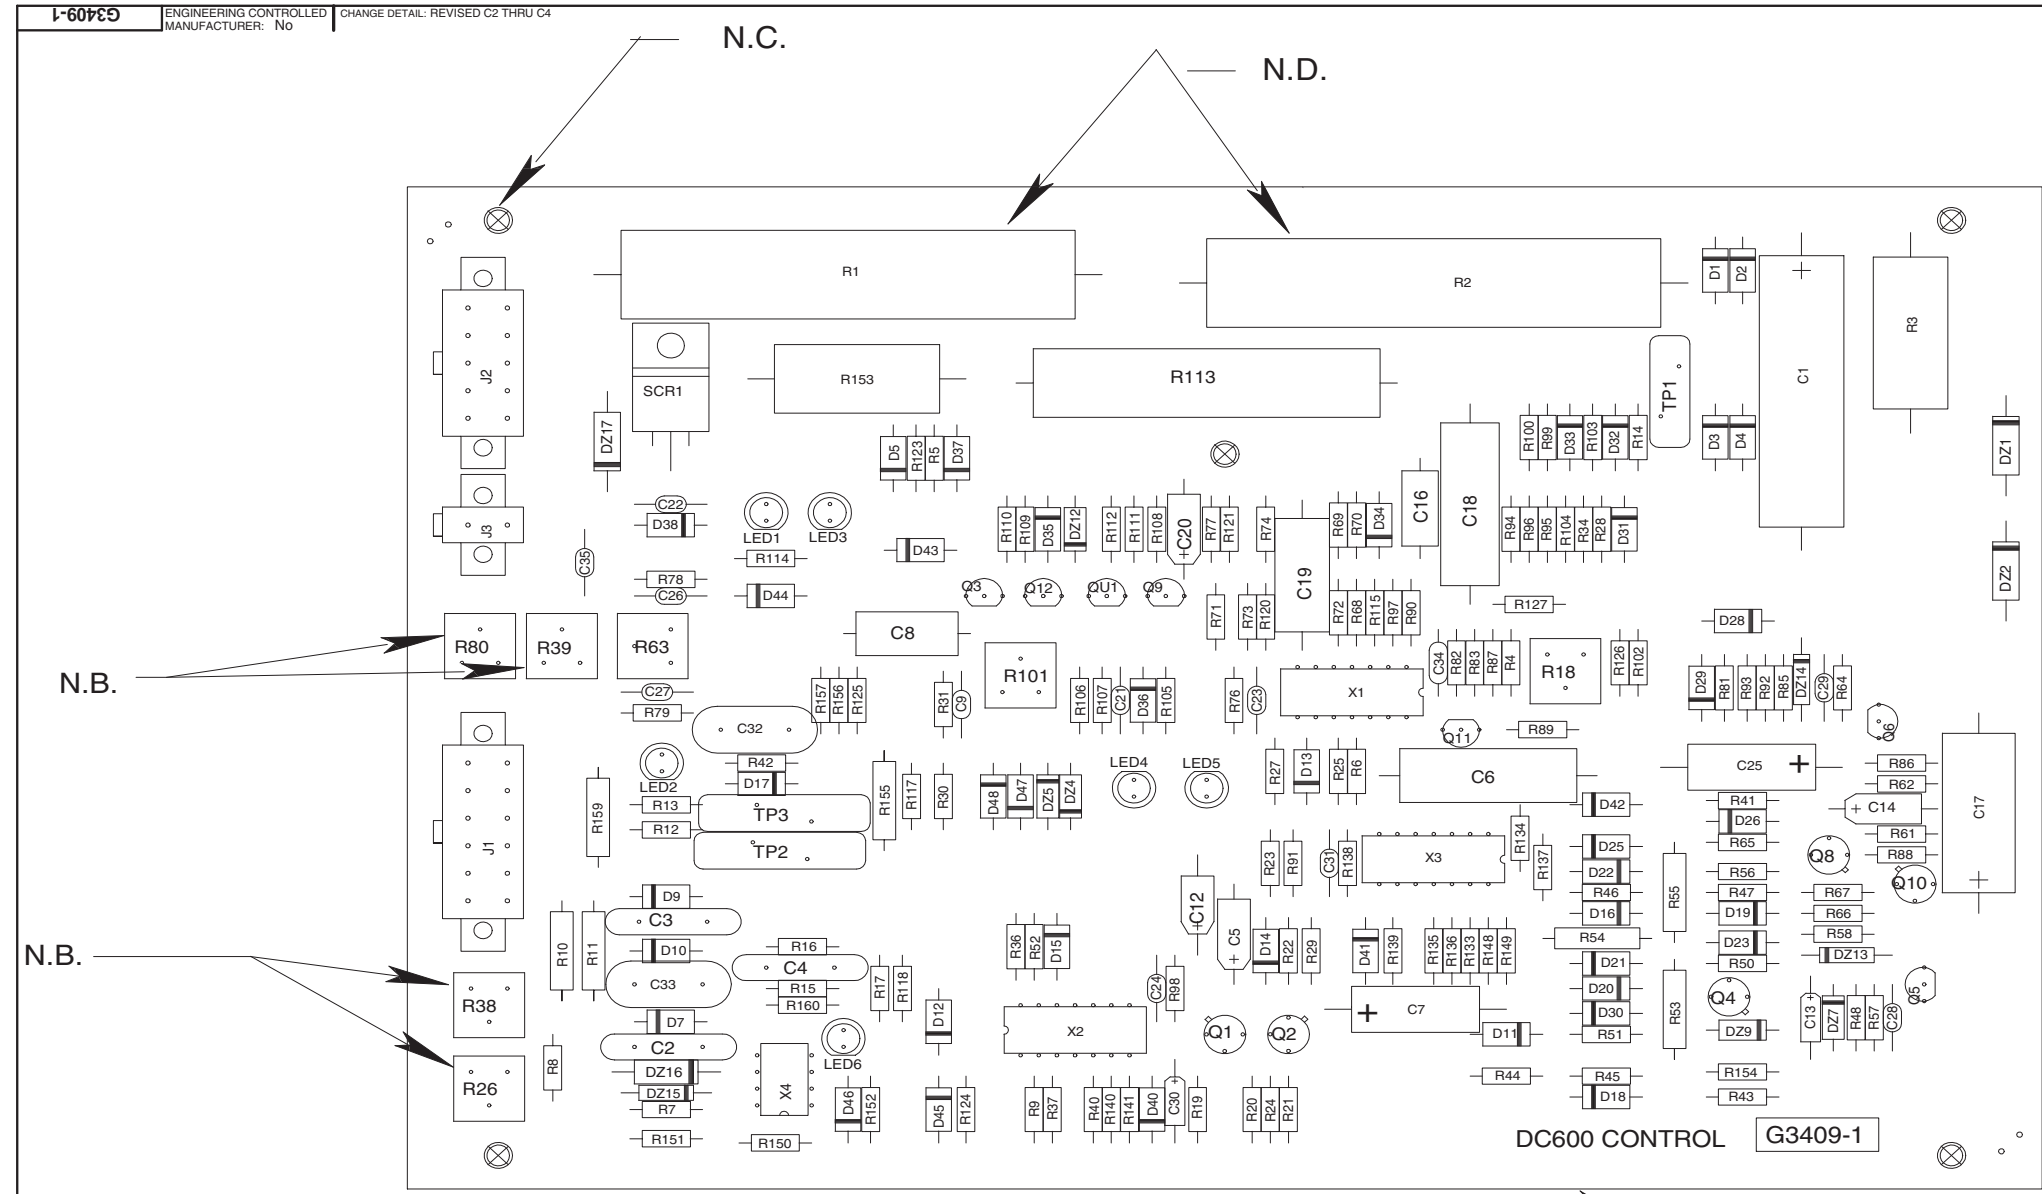 G3409-1
ENGINEERING CONTROLLED
MANUFACTURER: No
CHANGE DETAIL: REVISED C2 THRU C4
N.C.
N.D.
R1
R2
D1
D2
C1
R3
J2
SCR1
R153
R113
TP1
DZ17
D5
R123
R5
D37
R100
R99
D33
R103
D32
R14
D3
D4
DZ1
J3
C22
D38
LED1
LED3
R110
R109
D35
DZ12
R112
R111
R108
C20
R77
R121
R74
R69
R70
D34
C16
C18
R94
R96
R95
R104
R34
R28
D31
C35
R114
D43
C19
DZ2
R78
C26
D44
Q3
Q12
QU1
Q9
R71
R73
R120
R72
R68
R115
R97
R90
R127
D28
N.B.
R80
R39
R63
C8
R101
C34
R82
R83
R87
R4
R18
R126
R102
C27
R79
R157
R156
R125
R31
C9
R106
R107
C21
D36
R105
R76
C23
X1
D29
R81
R93
R92
R85
DZ14
C29
R64
C32
Q11
R89
Q6
LED2
R42
D17
R155
R117
R30
D48
D47
DZ5
DZ4
LED4
LED5
R27
D13
R25
R6
C6
C25
R86
R62
R159
R13
TP3
R12
TP2
D42
R41
D26
R65
C14
R61
C17
J1
R23
R91
C31
R138
X3
R134
R137
D25
D22
R46
D16
R55
R56
R47
D19
Q8
R88
Q10
R67
R66
D9
C3
C12
C5
R54
D23
R50
R58
DZ13
N.B.
R10
R11
D10
R16
C4
R36
R52
D15
D14
R22
R29
D41
R139
R135
R136
R133
R148
R149
D21
D20
D30
R51
R53
R38
C33
R15
R160
R17
R118
D12
C24
R98
C7
Q4
DZ9
C13
DZ7
R48
R57
C28
Q5
D7
C2
LED6
X2
Q1
Q2
D11
R26
R8
DZ16
DZ15
R7
X4
D46
R152
D45
R124
R9
R37
R40
R140
R141
D40
C30
R19
R20
R24
R21
R44
R45
D18
R154
R43
R151
R150
DC600 CONTROL
G3409-1